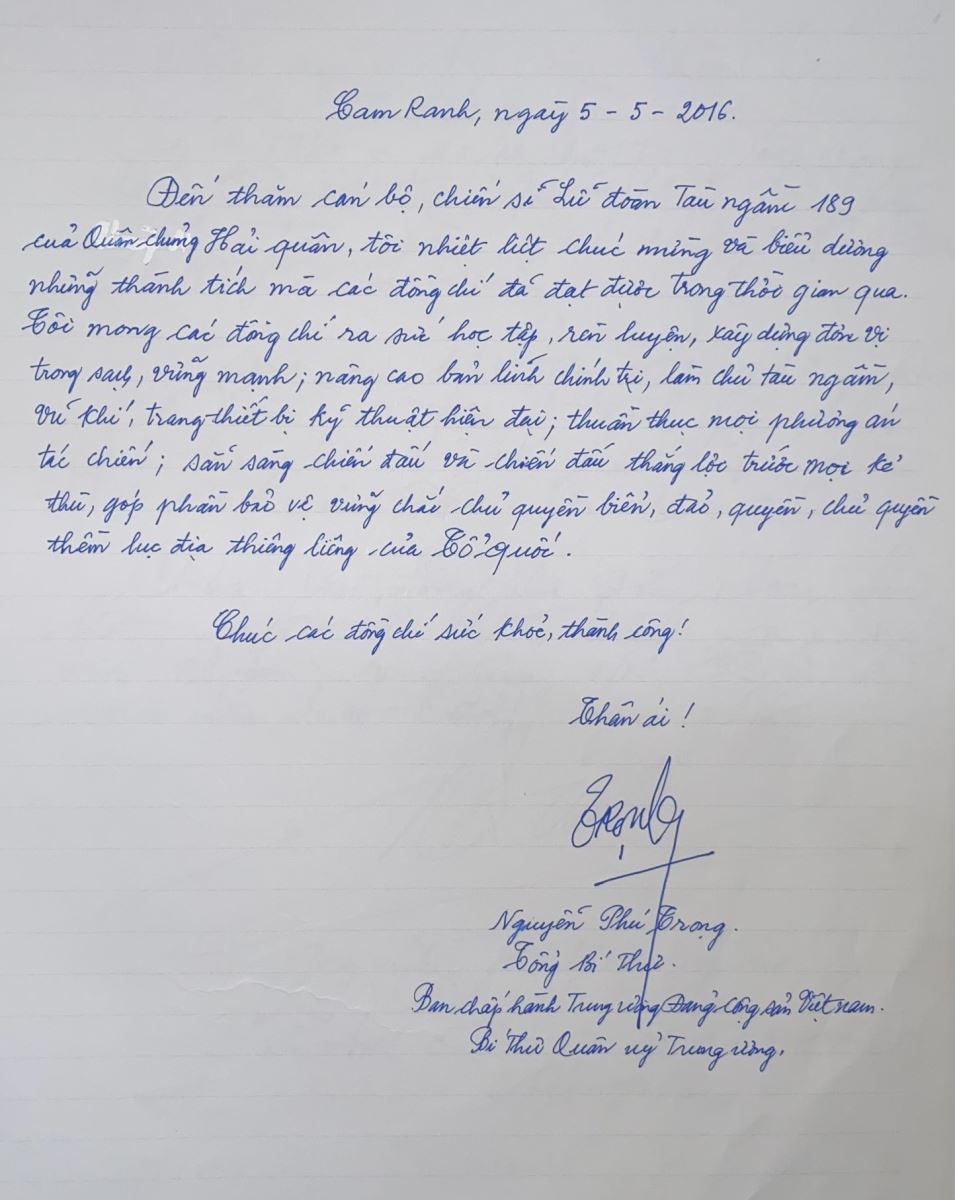 Cam Ranh, ngày 5 - 5 - 2016.
Đến thăm cán bộ, chiến sĩ Lữ đoàn Tàu ngầm 189
của Quân chủng Hải quân, tôi nhiệt liệt chúc mừng và biểu dương
những thành tích mà các đồng chí đã đạt được trong thời gian qua.
Tôi mong các đồng chí ra sức học tập, rèn luyện, xây dựng đơn vị
trong sạch, vững mạnh; nâng cao bản lĩnh chính trị, làm chủ tàu ngầm,
vũ khí, trang thiết bị kỹ thuật hiện đại; thuần thục mọi phương án
tác chiến; sẵn sàng chiến đấu và chiến đấu thắng lợi trước mọi kẻ
thù, góp phần bảo vệ vững chắc chủ quyền biển, đảo, quyền, chủ quyền
thềm lục địa thiêng liêng của Tổ quốc.
Chúc các đồng chí sức khỏe, thành công!
Thân ái!
Trọng
Nguyễn Phú Trọng.
Tổng Bí Thư.
Ban chấp hành Trung ương Đảng cộng sản Việt nam.
Bí Thư Quân uỷ Trung ương.